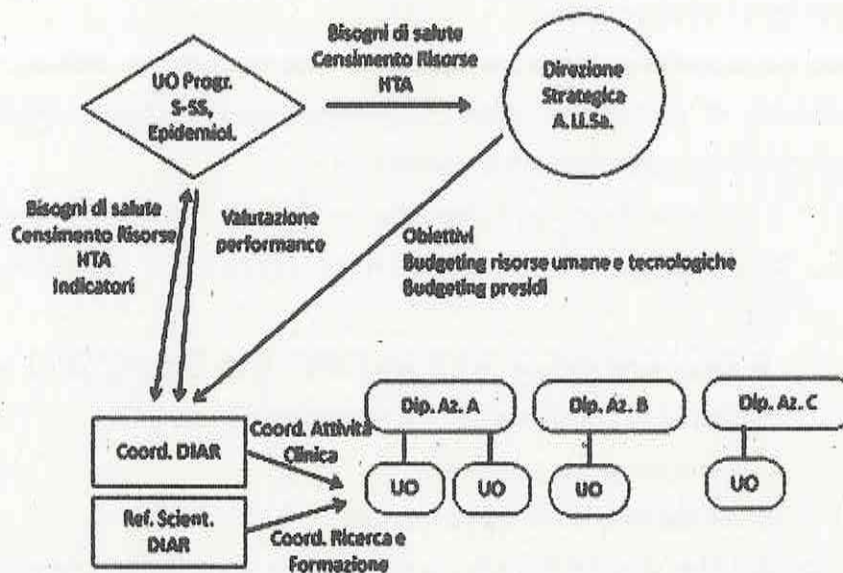 Bisogni di salute
Censimento Risorse
HTA
UO Progr.
S-SS,
Epidemiol.
Direzione
Strategica
A.Li.Sa.
Bisogni di salute
Censimento Risorse
HTA
Indicatori
Valutazione
performance
Obiettivi
Budgeting risorse umane e tecnologiche
Budgeting presidi
Dip. Az. A
Dip. Az. B
Dip. Az. C
Coord. DIAR
Coord. Attività
Clinica
UO
UO
UO
UO
Ref. Scient.
DIAR
Coord. Ricerca e
Formazione